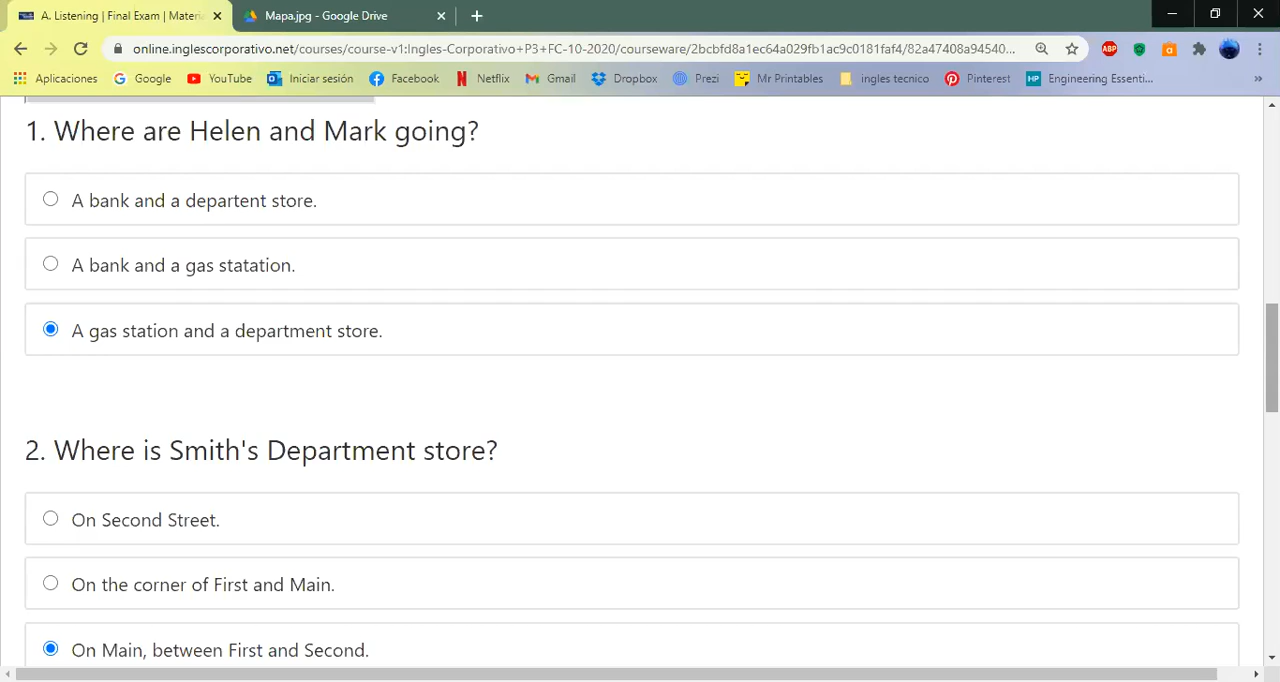 A. Listening | Final Exam | Materi
Mapa.jpg - Google Drive
online.inglescorporativo.net/courses/course-v1:Ingles-Corporativo+P3+FC-10-2020/courseware/2bcbfd8a1ec64a029fb1ac9c0181faf4/82a47408a94540...
ABP
Aplicaciones Google YouTube Iniciar sesión Facebook Netflix Gmail Dropbox Prezi Mr Printables ingles tecnico Pinterest HP Engineering Essenti... »
1. Where are Helen and Mark going?
A bank and a departent store.
A bank and a gas statation.
A gas station and a department store.
2. Where is Smith's Department store?
On Second Street.
On the corner of First and Main.
On Main, between First and Second.